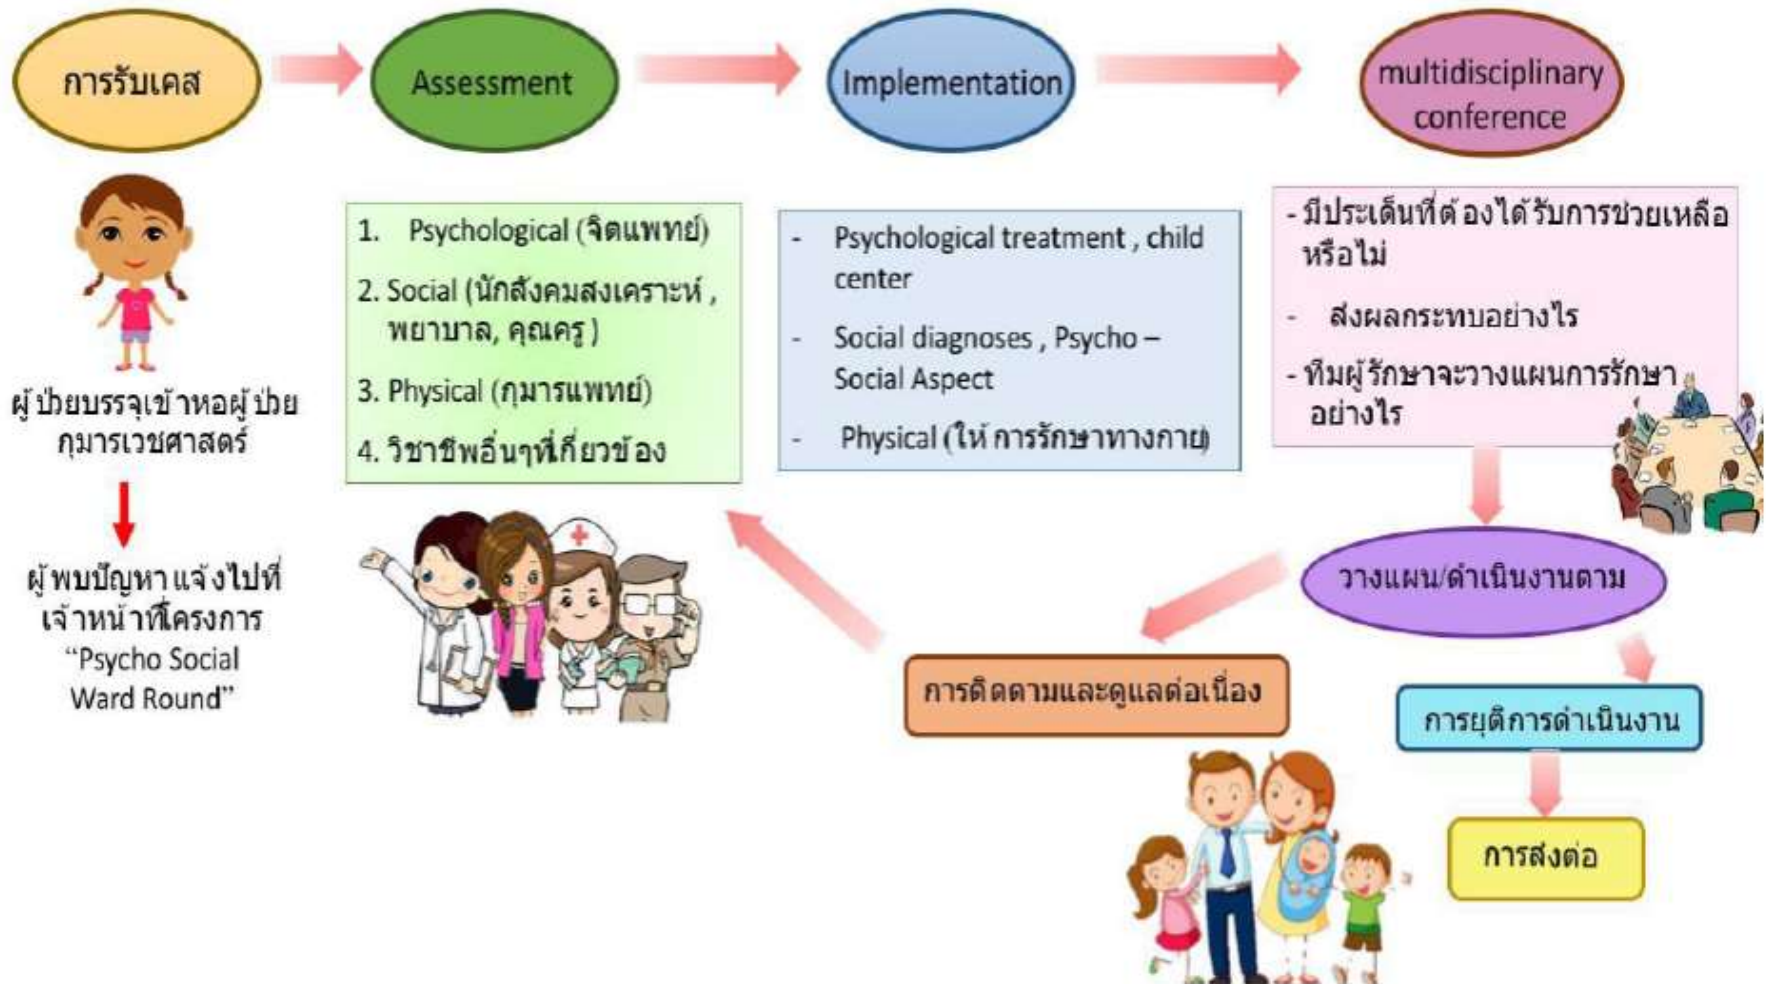 การรับเคส
Assessment
Implementation
multidisciplinary
conference
ผู้ป่วยบรรจุเข้าหอผู้ป่วย
กุมารเวชศาสตร์
ผู้พบปัญหา แจ้งไปที่
เจ้าหน้าที่โครงการ
“Psycho Social
Ward Round”
1. Psychological (จิตแพทย์)
2. Social (นักสังคมสงเคราะห์ ,
พยาบาล, คุณครู )
3. Physical (กุมารแพทย์)
4. วิชาชีพอื่นๆที่เกี่ยวข้อง
- Psychological treatment , child
center
- Social diagnoses , Psycho –
Social Aspect
- Physical (ให้การรักษาทางกาย)
- มีประเด็นที่ต้องได้รับการช่วยเหลือ
หรือไม่
- ส่งผลกระทบอย่างไร
- ทีมผู้รักษาจะวางแผนการรักษา
อย่างไร
วางแผน/ดำเนินงานตาม
การติดตามและดูแลต่อเนื่อง
การยุติการดำเนินงาน
การส่งต่อ